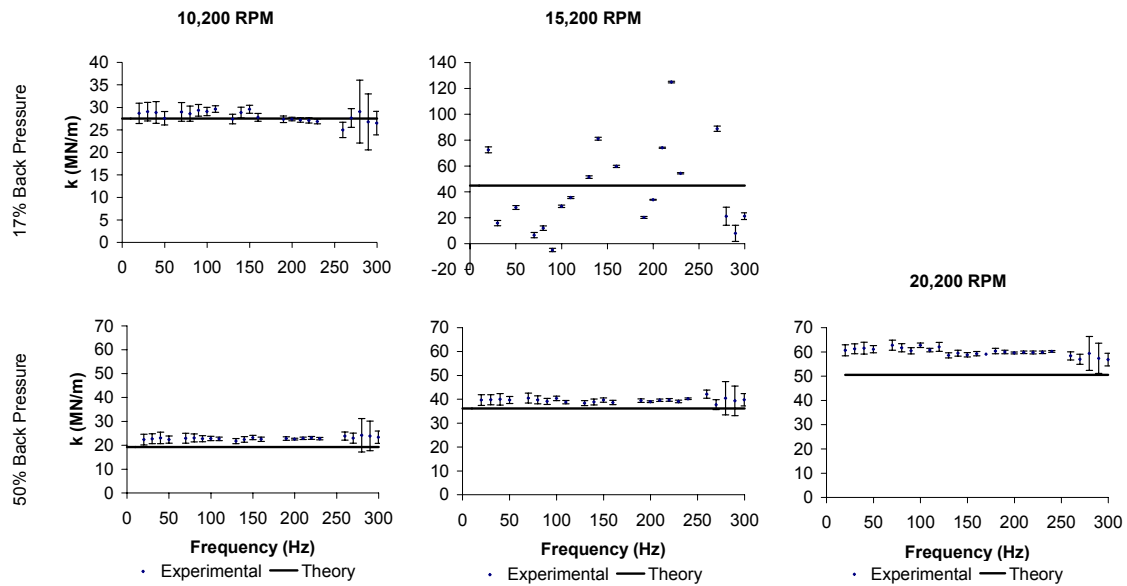 10,200 RPM
15,200 RPM
17% Back Pressure
k (MN/m)
40
35
30
25
20
15
10
5
0
0 50 100 150 200 250 300
140
120
100
80
60
40
20
0
-20
0 50 100 150 200 250 300
20,200 RPM
50% Back Pressure
k (MN/m)
70
60
50
40
30
20
10
0
0 50 100 150 200 250 300
Frequency (Hz)
Experimental Theory
70
60
50
40
30
20
10
0
0 50 100 150 200 250 300
Frequency (Hz)
Experimental Theory
70
60
50
40
30
20
10
0
0 50 100 150 200 250 300
Frequency (Hz)
Experimental Theory